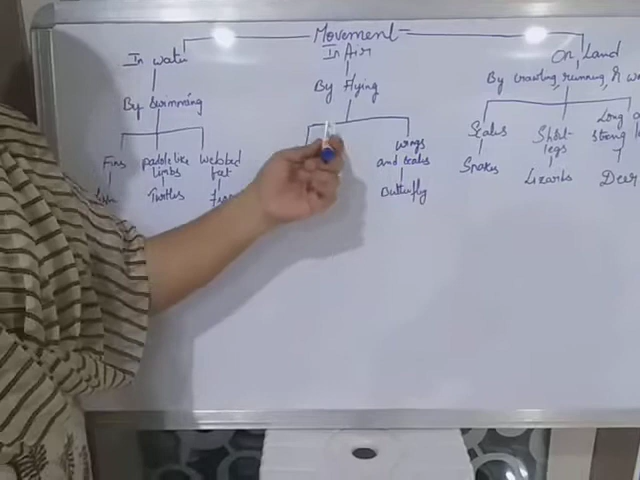 Movement
In water
By swimming
Fins
Paddle like
limbs
Turtles
Webbed
feet
In Air
By Flying
wings
and scales
Butterfly
On Land
By crawling, running, &
Scales
Snakes
Short
legs
Lizards
Long
strong
Deer